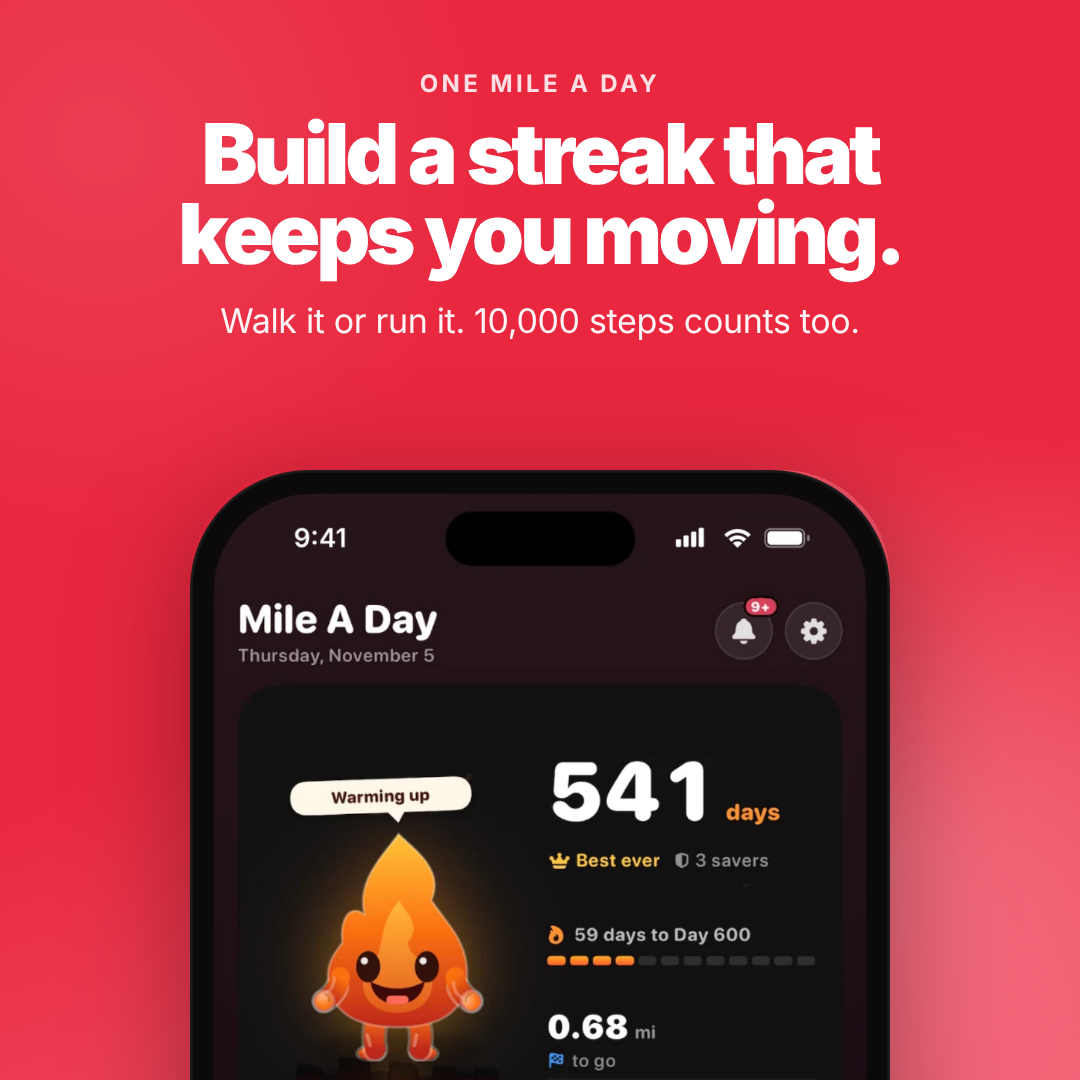 ONE MILE A DAY
Build a streak that
keeps you moving.
Walk it or run it. 10,000 steps counts too.
9:41
Mile A Day
9+
Thursday, November 5
Warming up
541 days
Best ever 3 savers
59 days to Day 600
0.68 mi
to go